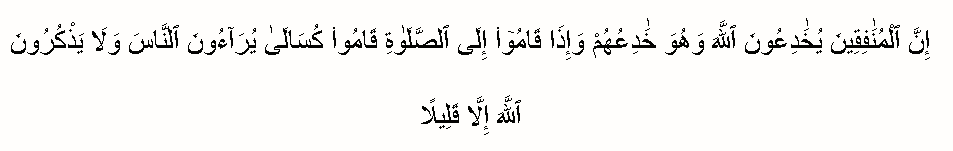 إِنَّ ٱلْمُنَٰفِقِينَ يُخَٰدِعُونَ ٱللَّهَ وَهُوَ خَٰدِعُهُمْ وَإِذَا قَامُوٓا۟ إِلَى ٱلصَّلَوٰةِ قَامُوا۟ كُسَالَىٰ يُرَآءُونَ ٱلنَّاسَ وَلَا يَذْكُرُونَ
ٱللَّهَ إِلَّا قَلِيلًا